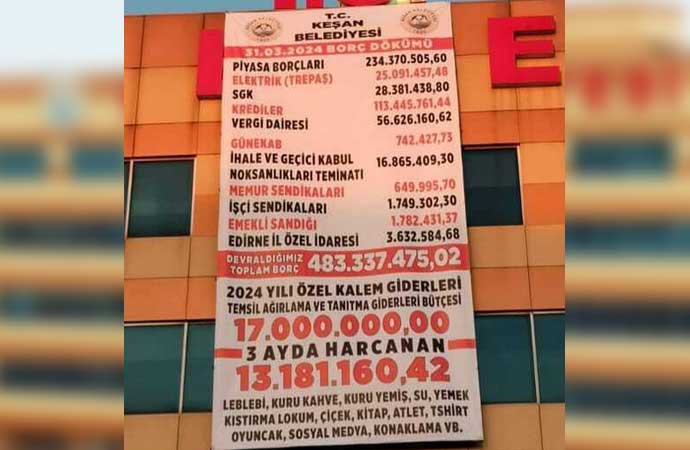 T.C.
KEŞAN
BELEDİYESİ
31.03.2024 BORÇ DÖKÜMÜ
PİYASA BORÇLARI 234.370.505,60
ELEKTRİK (TREPAŞ) 25.091.457,48
SGK 28.381.438,80
KREDİLER 113.445.761,44
VERGİ DAİRESİ 56.626.160,62
GÜNEKAB 742.427,73
İHALE VE GEÇİCİ KABUL 16.865.409,30
NOKSANLIKLARI TEMİNATI
MEMUR SENDİKALARI 649.995,70
İŞÇİ SENDİKALARI 1.749.302,30
EMEKLİ SANDIĞI 1.782.431,37
EDİRNE İL ÖZEL İDARESİ 3.632.584,68
DEVRALDIĞIMIZ
TOPLAM BORÇ 483.337.475,02
2024 YILI ÖZEL KALEM GİDERLERİ
TEMSİL AĞIRLAMA VE TANITMA GİDERLERİ BÜTÇESİ
17.000.000,00
3 AYDA HARCANAN
13.181.160,42
LEBLEBİ, KURU KAHVE, KURU YEMİŞ, SU, YEMEK
KISTIRMA LOKUM, ÇİÇEK, KİTAP, ATLET, TSHIRT
OYUNCAK, SOSYAL MEDYA, KONAKLAMA VB.